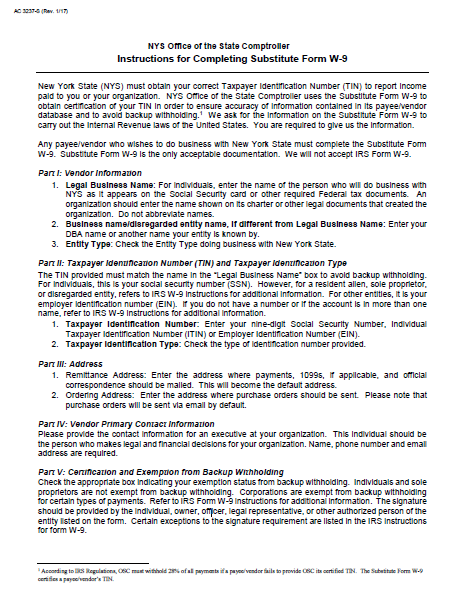 AC 3237-S (Rev. 1/17)
NYS Office of the State Comptroller
Instructions for Completing Substitute Form W-9
New York State (NYS) must obtain your correct Taxpayer Identification Number (TIN) to report income
paid to you or your organization. NYS Office of the State Comptroller uses the Substitute Form W-9 to
obtain certification of your TIN in order to ensure accuracy of information contained in its payee/vendor
database and to avoid backup withholding.¹ We ask for the information on the Substitute Form W-9 to
carry out the Internal Revenue laws of the United States. You are required to give us the information.
Any payee/vendor who wishes to do business with New York State must complete the Substitute Form
W-9. Substitute Form W-9 is the only acceptable documentation. We will not accept IRS Form W-9.
Part I: Vendor Information
1. Legal Business Name: For individuals, enter the name of the person who will do business with
NYS as it appears on the Social Security card or other required Federal tax documents. An
organization should enter the name shown on its charter or other legal documents that created the
organization. Do not abbreviate names.
2. Business name/disregarded entity name, if different from Legal Business Name: Enter your
DBA name or another name your entity is known by.
3. Entity Type: Check the Entity Type doing business with New York State.
Part II: Taxpayer Identification Number (TIN) and Taxpayer Identification Type
The TIN provided must match the name in the “Legal Business Name” box to avoid backup withholding.
For individuals, this is your social security number (SSN). However, for a resident alien, sole proprietor,
or disregarded entity, refers to IRS W-9 instructions for additional information. For other entities, it is your
employer identification number (EIN). If you do not have a number or if the account is in more than one
name, refer to IRS W-9 instructions for additional information.
1. Taxpayer Identification Number: Enter your nine-digit Social Security Number, Individual
Taxpayer Identification Number (ITIN) or Employer Identification Number (EIN).
2. Taxpayer Identification Type: Check the type of identification number provided.
Part III: Address
1. Remittance Address: Enter the address where payments, 1099s, if applicable, and official
correspondence should be mailed. This will become the default address.
2. Ordering Address: Enter the address where purchase orders should be sent. Please note that
purchase orders will be sent via email by default.
Part IV: Vendor Primary Contact Information
Please provide the contact information for an executive at your organization. This individual should be
the person who makes legal and financial decisions for your organization. Name, phone number and email
address are required.
Part V: Certification and Exemption from Backup Withholding
Check the appropriate box indicating your exemption status from backup withholding. Individuals and sole
proprietors are not exempt from backup withholding. Corporations are exempt from backup withholding
for certain types of payments. Refer to IRS Form W-9 instructions for additional information. The signature
should be provided by the individual, owner, officer, legal representative, or other authorized person of the
entity listed on the form. Certain exceptions to the signature requirement are listed in the IRS instructions
for form W-9.
¹ According to IRS Regulations, OSC must withhold 28% of all payments if a payee/vendor fails to provide OSC its certified TIN. The Substitute Form W-9
certifies a payee/vendor's TIN.